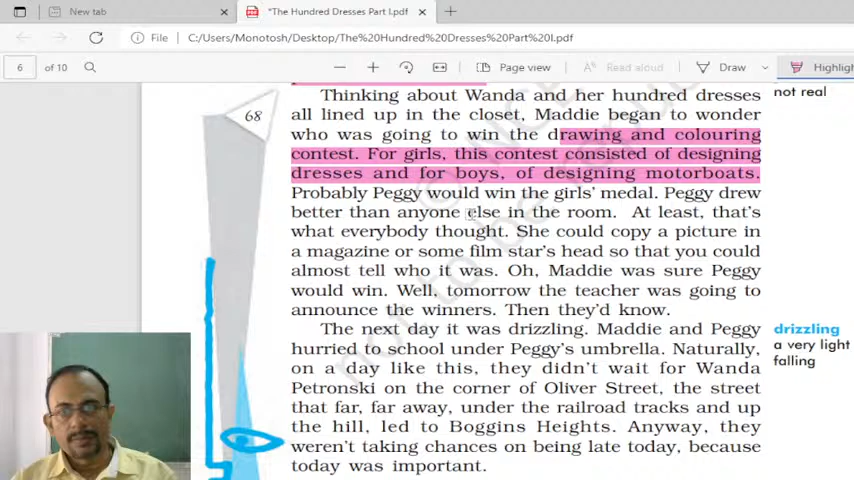 New tab
"The Hundred Dresses Part I.pdf
File
C:/Users/Monotosh/Desktop/The%20Hundred%20Dresses%20Part%20I.pdf
6 of 10
Page view
Read aloud
Draw
Highligh
Thinking about Wanda and her hundred dresses
not real
all lined up in the closet, Maddie began to wonder
68
who was going to win the drawing and colouring
contest. For girls, this contest consisted of designing
dresses and for boys, of designing motorboats.
Probably Peggy would win the girls' medal. Peggy drew
better than anyone else in the room. At least, that's
what everybody thought. She could copy a picture in
a magazine or some film star's head so that you could
almost tell who it was. Oh, Maddie was sure Peggy
would win. Well, tomorrow the teacher was going to
announce the winners. Then they'd know.
The next day it was drizzling. Maddie and Peggy
hurried to school under Peggy's umbrella. Naturally,
on a day like this, they didn't wait for Wanda
Petronski on the corner of Oliver Street, the street
that far, far away, under the railroad tracks and up
the hill, led to Boggins Heights. Anyway, they
weren't taking chances on being late today, because
today was important.
drizzling
a very light
falling